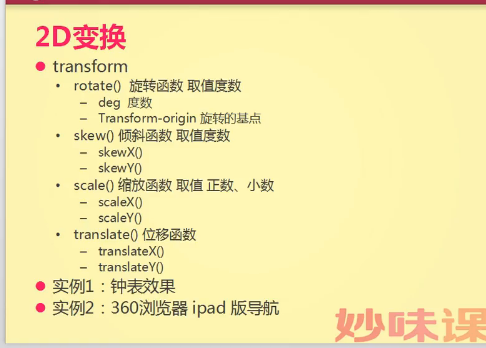 2D变换
● transform
• rotate() 旋转函数 取值度数
– deg 度数
– Transform-origin 旋转的基点
• skew() 倾斜函数 取值度数
– skewX()
– skewY()
• scale() 缩放函数 取值 正数、小数
– scaleX()
– scaleY()
• translate() 位移函数
– translateX()
– translateY()
● 实例1：钟表效果
● 实例2：360浏览器 ipad 版导航
妙味课